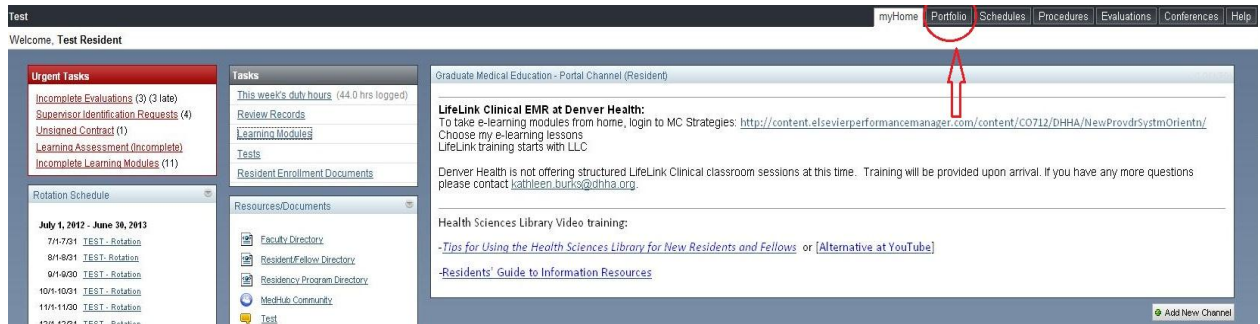 Test
myHome Portfolio Schedules Procedures Evaluations Conferences Help
Welcome, Test Resident
Urgent Tasks
Incomplete Evaluations (3) (3 late)
Supervisor Identification Requests (4)
Unsigned Contract (1)
Learning Assessment (Incomplete)
Incomplete Learning Modules (11)
Rotation Schedule
July 1, 2012 - June 30, 2013
7/1-7/31 TEST - Rotation
8/1-8/31 TEST- Rotation
9/1-9/30 TEST - Rotation
10/1-10/31 TEST - Rotation
11/1-11/30 TEST - Rotation
12/1-12/31 TEST - Rotation
Tasks
This week's duty hours (44.0 hrs logged)
Review Records
Learning Modules
Tests
Resident Enrollment Documents
Resources/Documents
Faculty Directory
Resident/Fellow Directory
Residency Program Directory
MedHub Community
Test
Graduate Medical Education - Portal Channel (Resident)
LifeLink Clinical EMR at Denver Health:
To take e-learning modules from home, login to MC Strategies: http://content.elsevierperformancemanager.com/content/CO712/DHHA/NewProvdrSystmOrientn/
Choose my e-learning lessons
LifeLink training starts with LLC
Denver Health is not offering structured LifeLink Clinical classroom sessions at this time. Training will be provided upon arrival. If you have any more questions
please contact kathleen.burks@dhha.org.
Health Sciences Library Video training:
-Tips for Using the Health Sciences Library for New Residents and Fellows or [Alternative at YouTube]
-Residents' Guide to Information Resources
Add New Channel